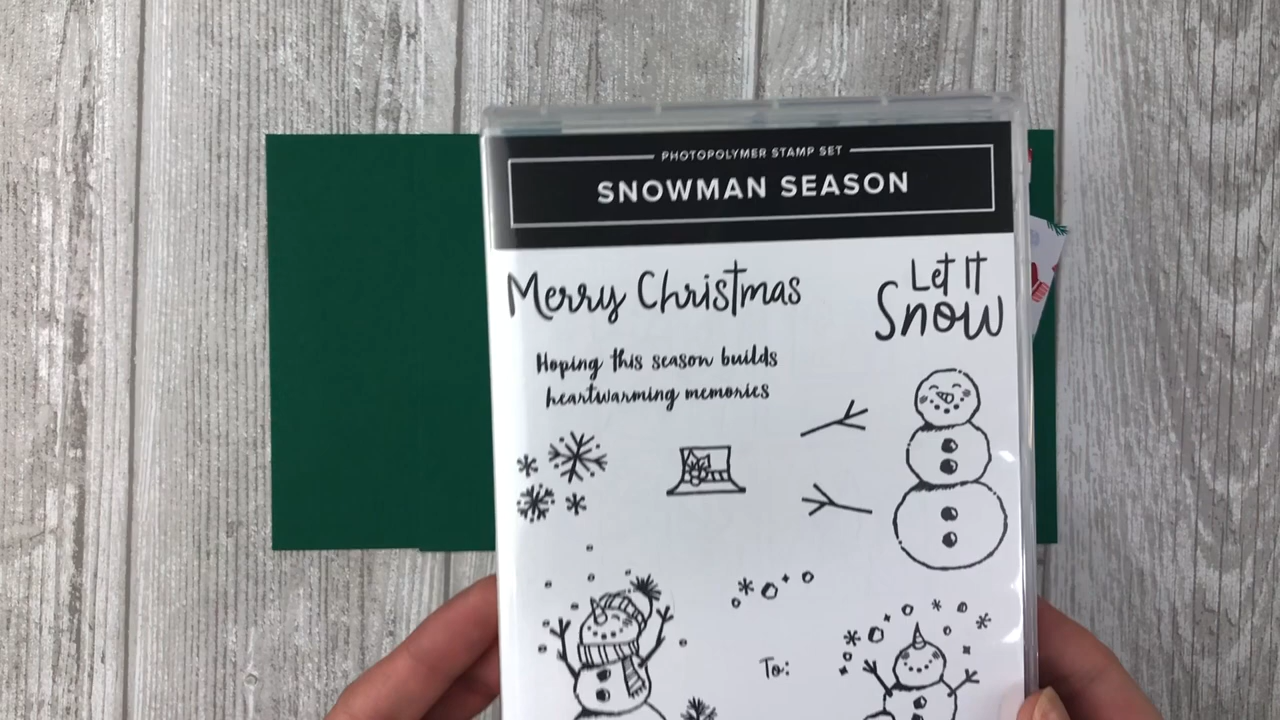 PHOTOPOLYMER STAMP SET
SNOWMAN SEASON
Merry Christmas
Let It
Snow
Hoping this season builds
heartwarming memories
To: